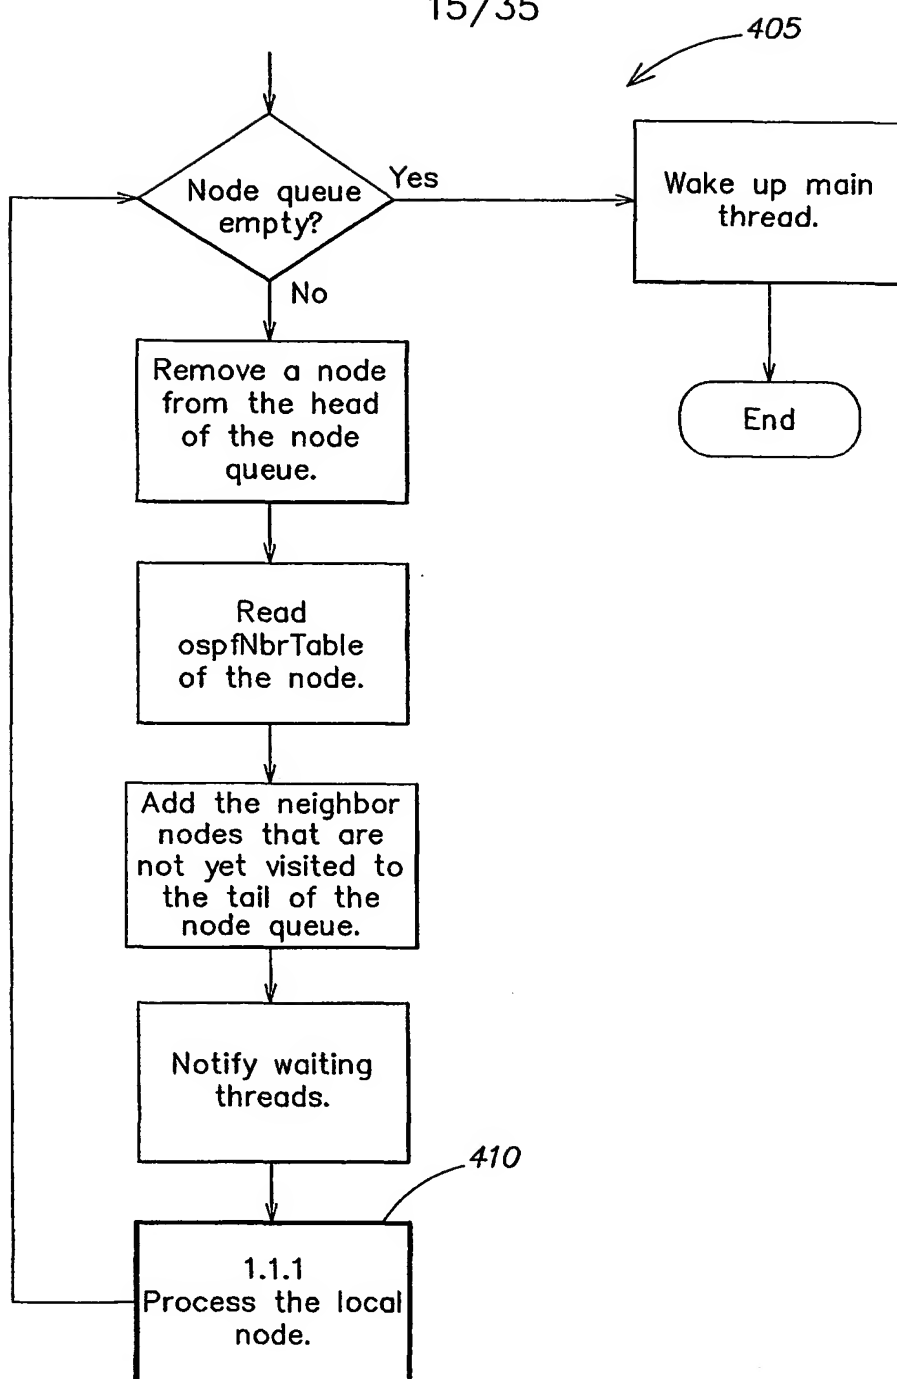 15/35
405
Node queue
empty?
Yes
No
Wake up main
thread.
End
Remove a node
from the head
of the node
queue.
Read
ospfNbrTable
of the node.
Add the neighbor
nodes that are
not yet visited to
the tail of the
node queue.
Notify waiting
threads.
410
1.1.1
Process the local
node.